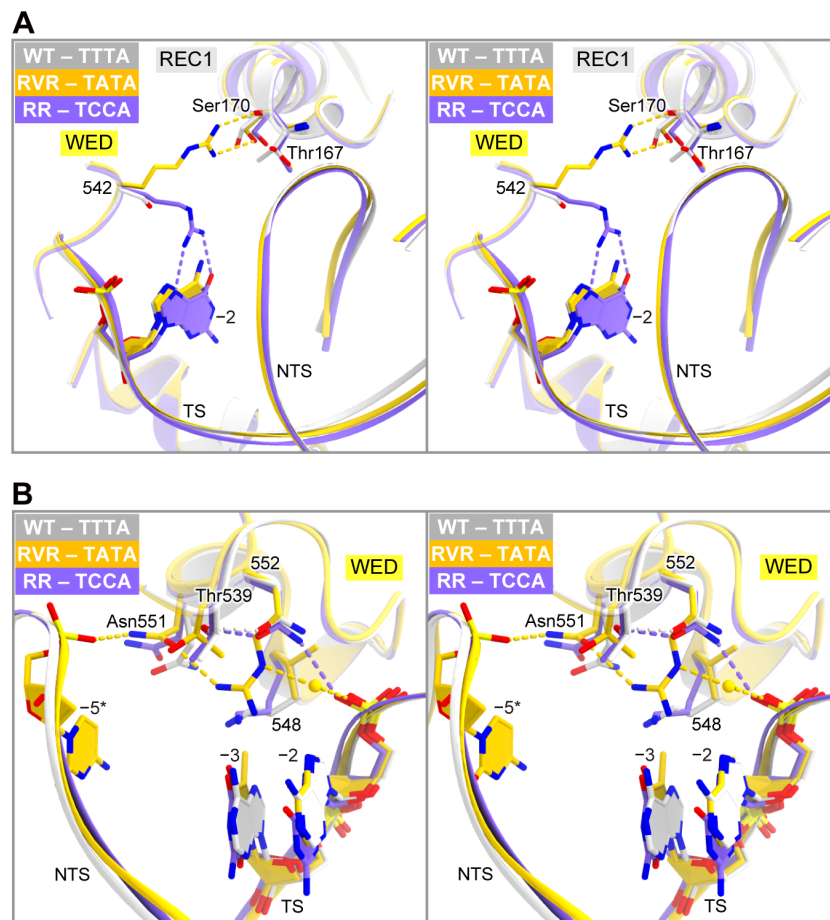 A
WT – TTTA
RVR – TATA
RR – TCCA
REC1
Ser170
WED
Thr167
542
−2
NTS
TS
WT – TTTA
RVR – TATA
RR – TCCA
REC1
Ser170
WED
Thr167
542
−2
NTS
TS
B
WT – TTTA
RVR – TATA
RR – TCCA
552
WED
Thr539
Asn551
−5*
548
−3
−2
NTS
TS
WT – TTTA
RVR – TATA
RR – TCCA
552
WED
Thr539
Asn551
−5*
548
−3
−2
NTS
TS